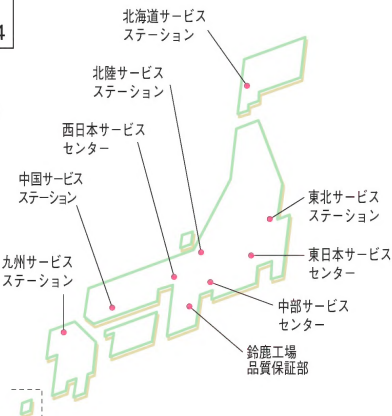 4
北海道サービス
ステーション
北陸サービス
ステーション
西日本サービス
センター
中国サービス
ステーション
九州サービス
ステーション
東北サービス
ステーション
東日本サービス
センター
中部サービス
センター
鈴鹿工場
品質保証部